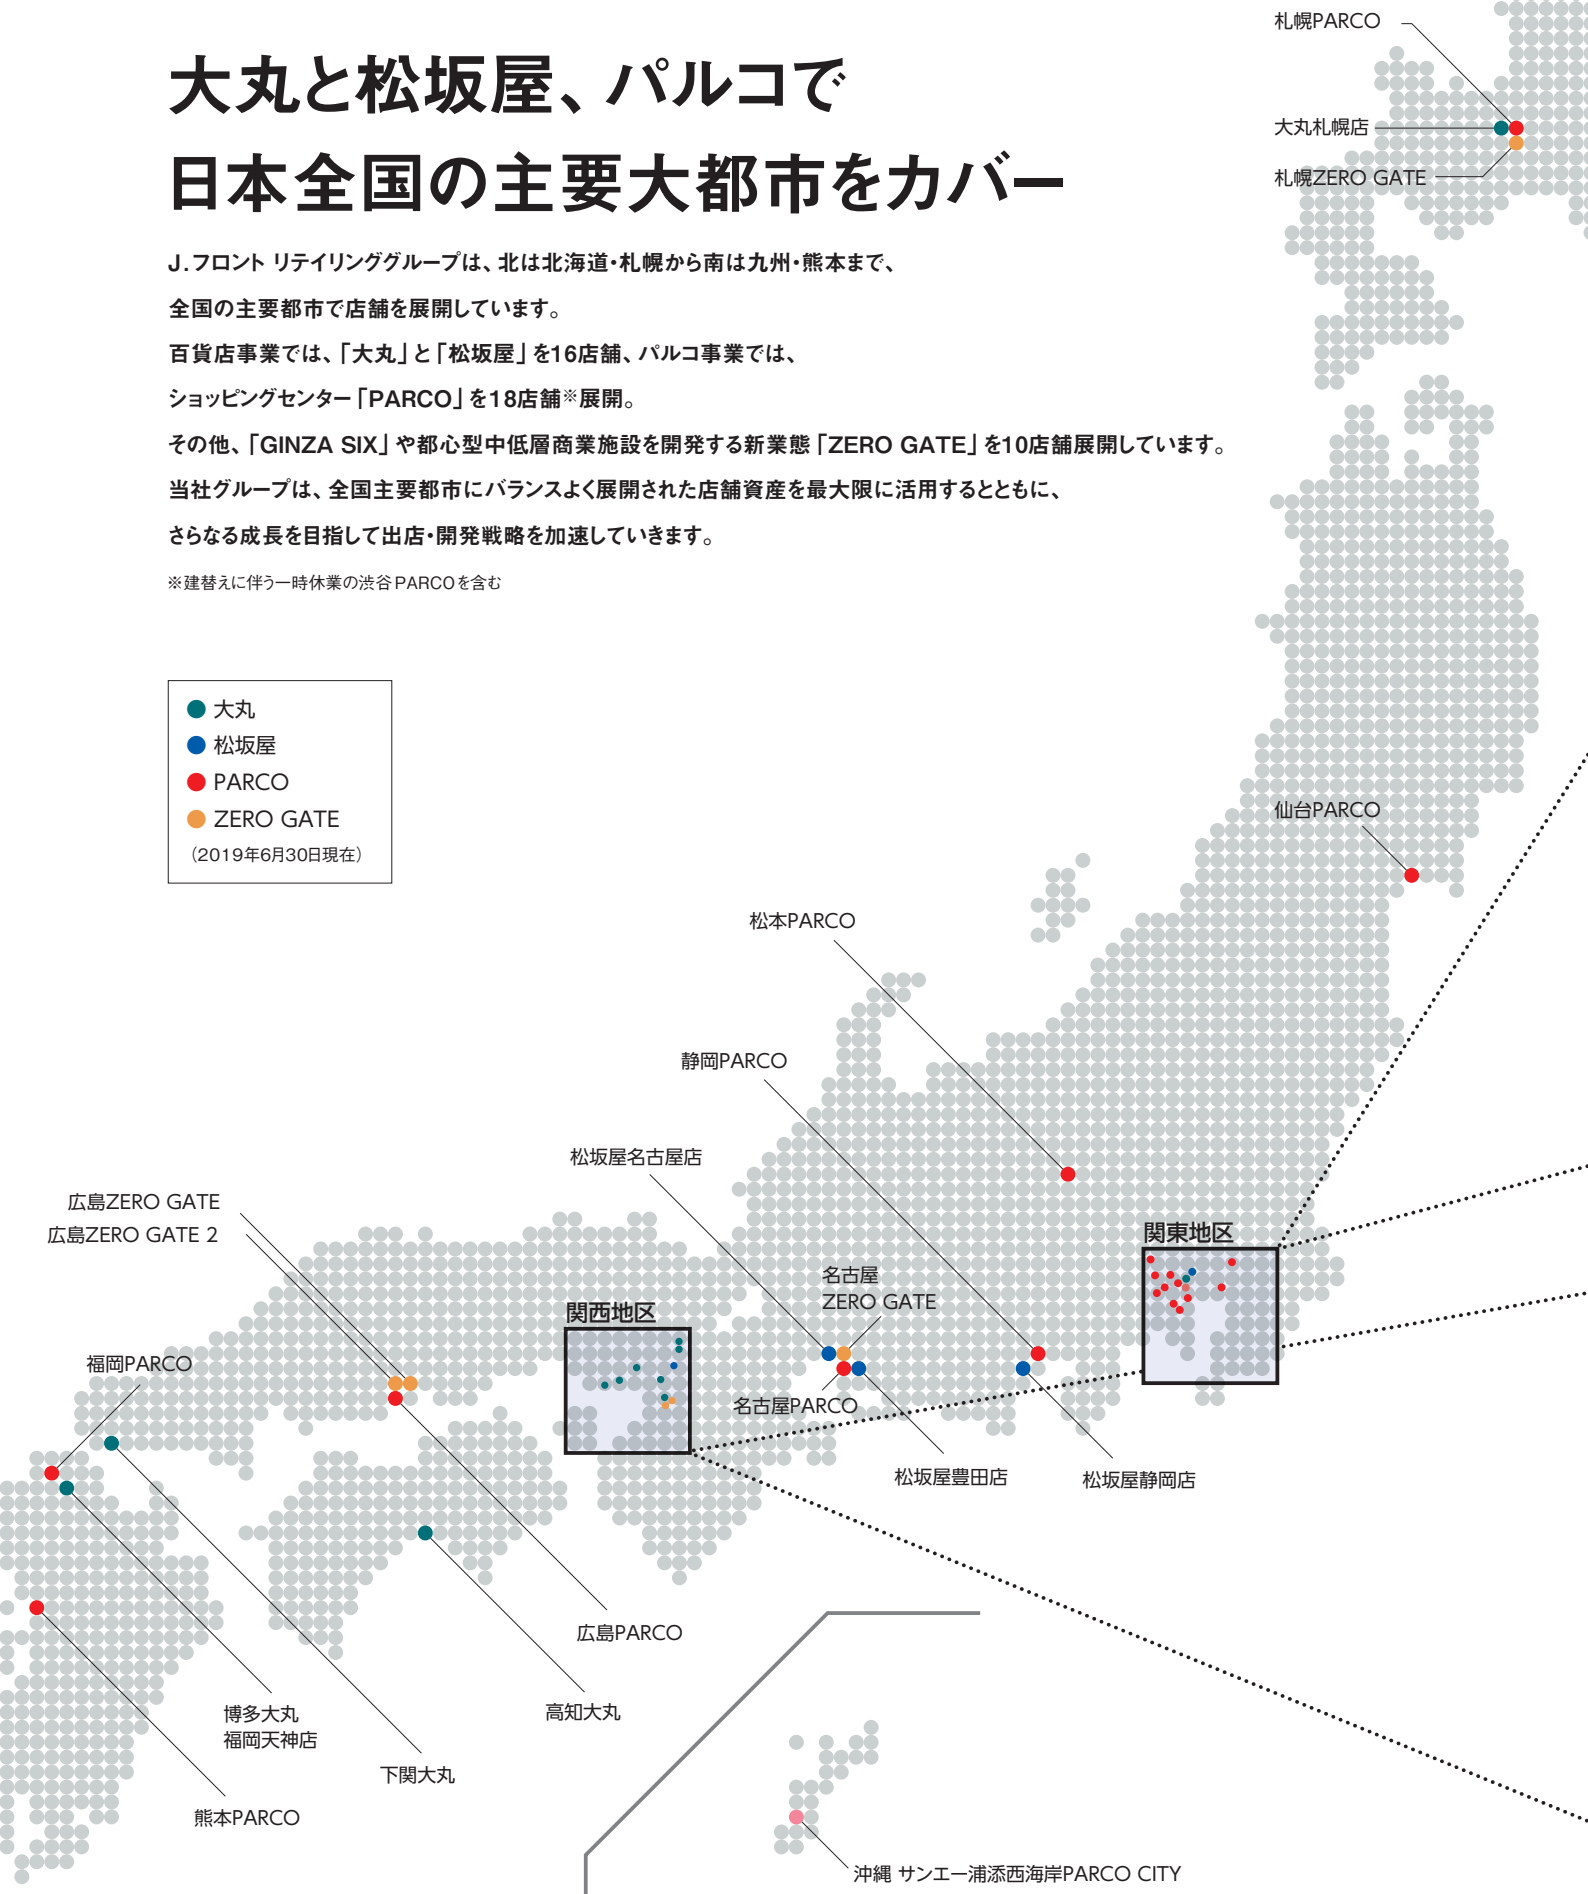 大丸と松坂屋、パルコで
日本全国の主要大都市をカバー
J.フロント リテイリンググループは、北は北海道・札幌から南は九州・熊本まで、
全国の主要都市で店舗を展開しています。
百貨店事業では、「大丸」と「松坂屋」を16店舗、パルコ事業では、
ショッピングセンター「PARCO」を18店舗※展開。
その他、「GINZA SIX」や都心型中低層商業施設を開発する新業態「ZERO GATE」を10店舗展開しています。
当社グループは、全国主要都市にバランスよく展開された店舗資産を最大限に活用するとともに、
さらなる成長を目指して出店・開発戦略を加速していきます。
※建替えに伴う一時休業の渋谷PARCOを含む
大丸
松坂屋
PARCO
ZERO GATE
（2019年6月30日現在）
札幌PARCO
大丸札幌店
札幌ZERO GATE
仙台PARCO
松本PARCO
静岡PARCO
松坂屋名古屋店
広島ZERO GATE
広島ZERO GATE 2
関東地区
名古屋
ZERO GATE
関西地区
福岡PARCO
名古屋PARCO
松坂屋豊田店
松坂屋静岡店
広島PARCO
高知大丸
博多大丸
福岡天神店
下関大丸
熊本PARCO
沖縄 サンエー浦添西海岸PARCO CITY